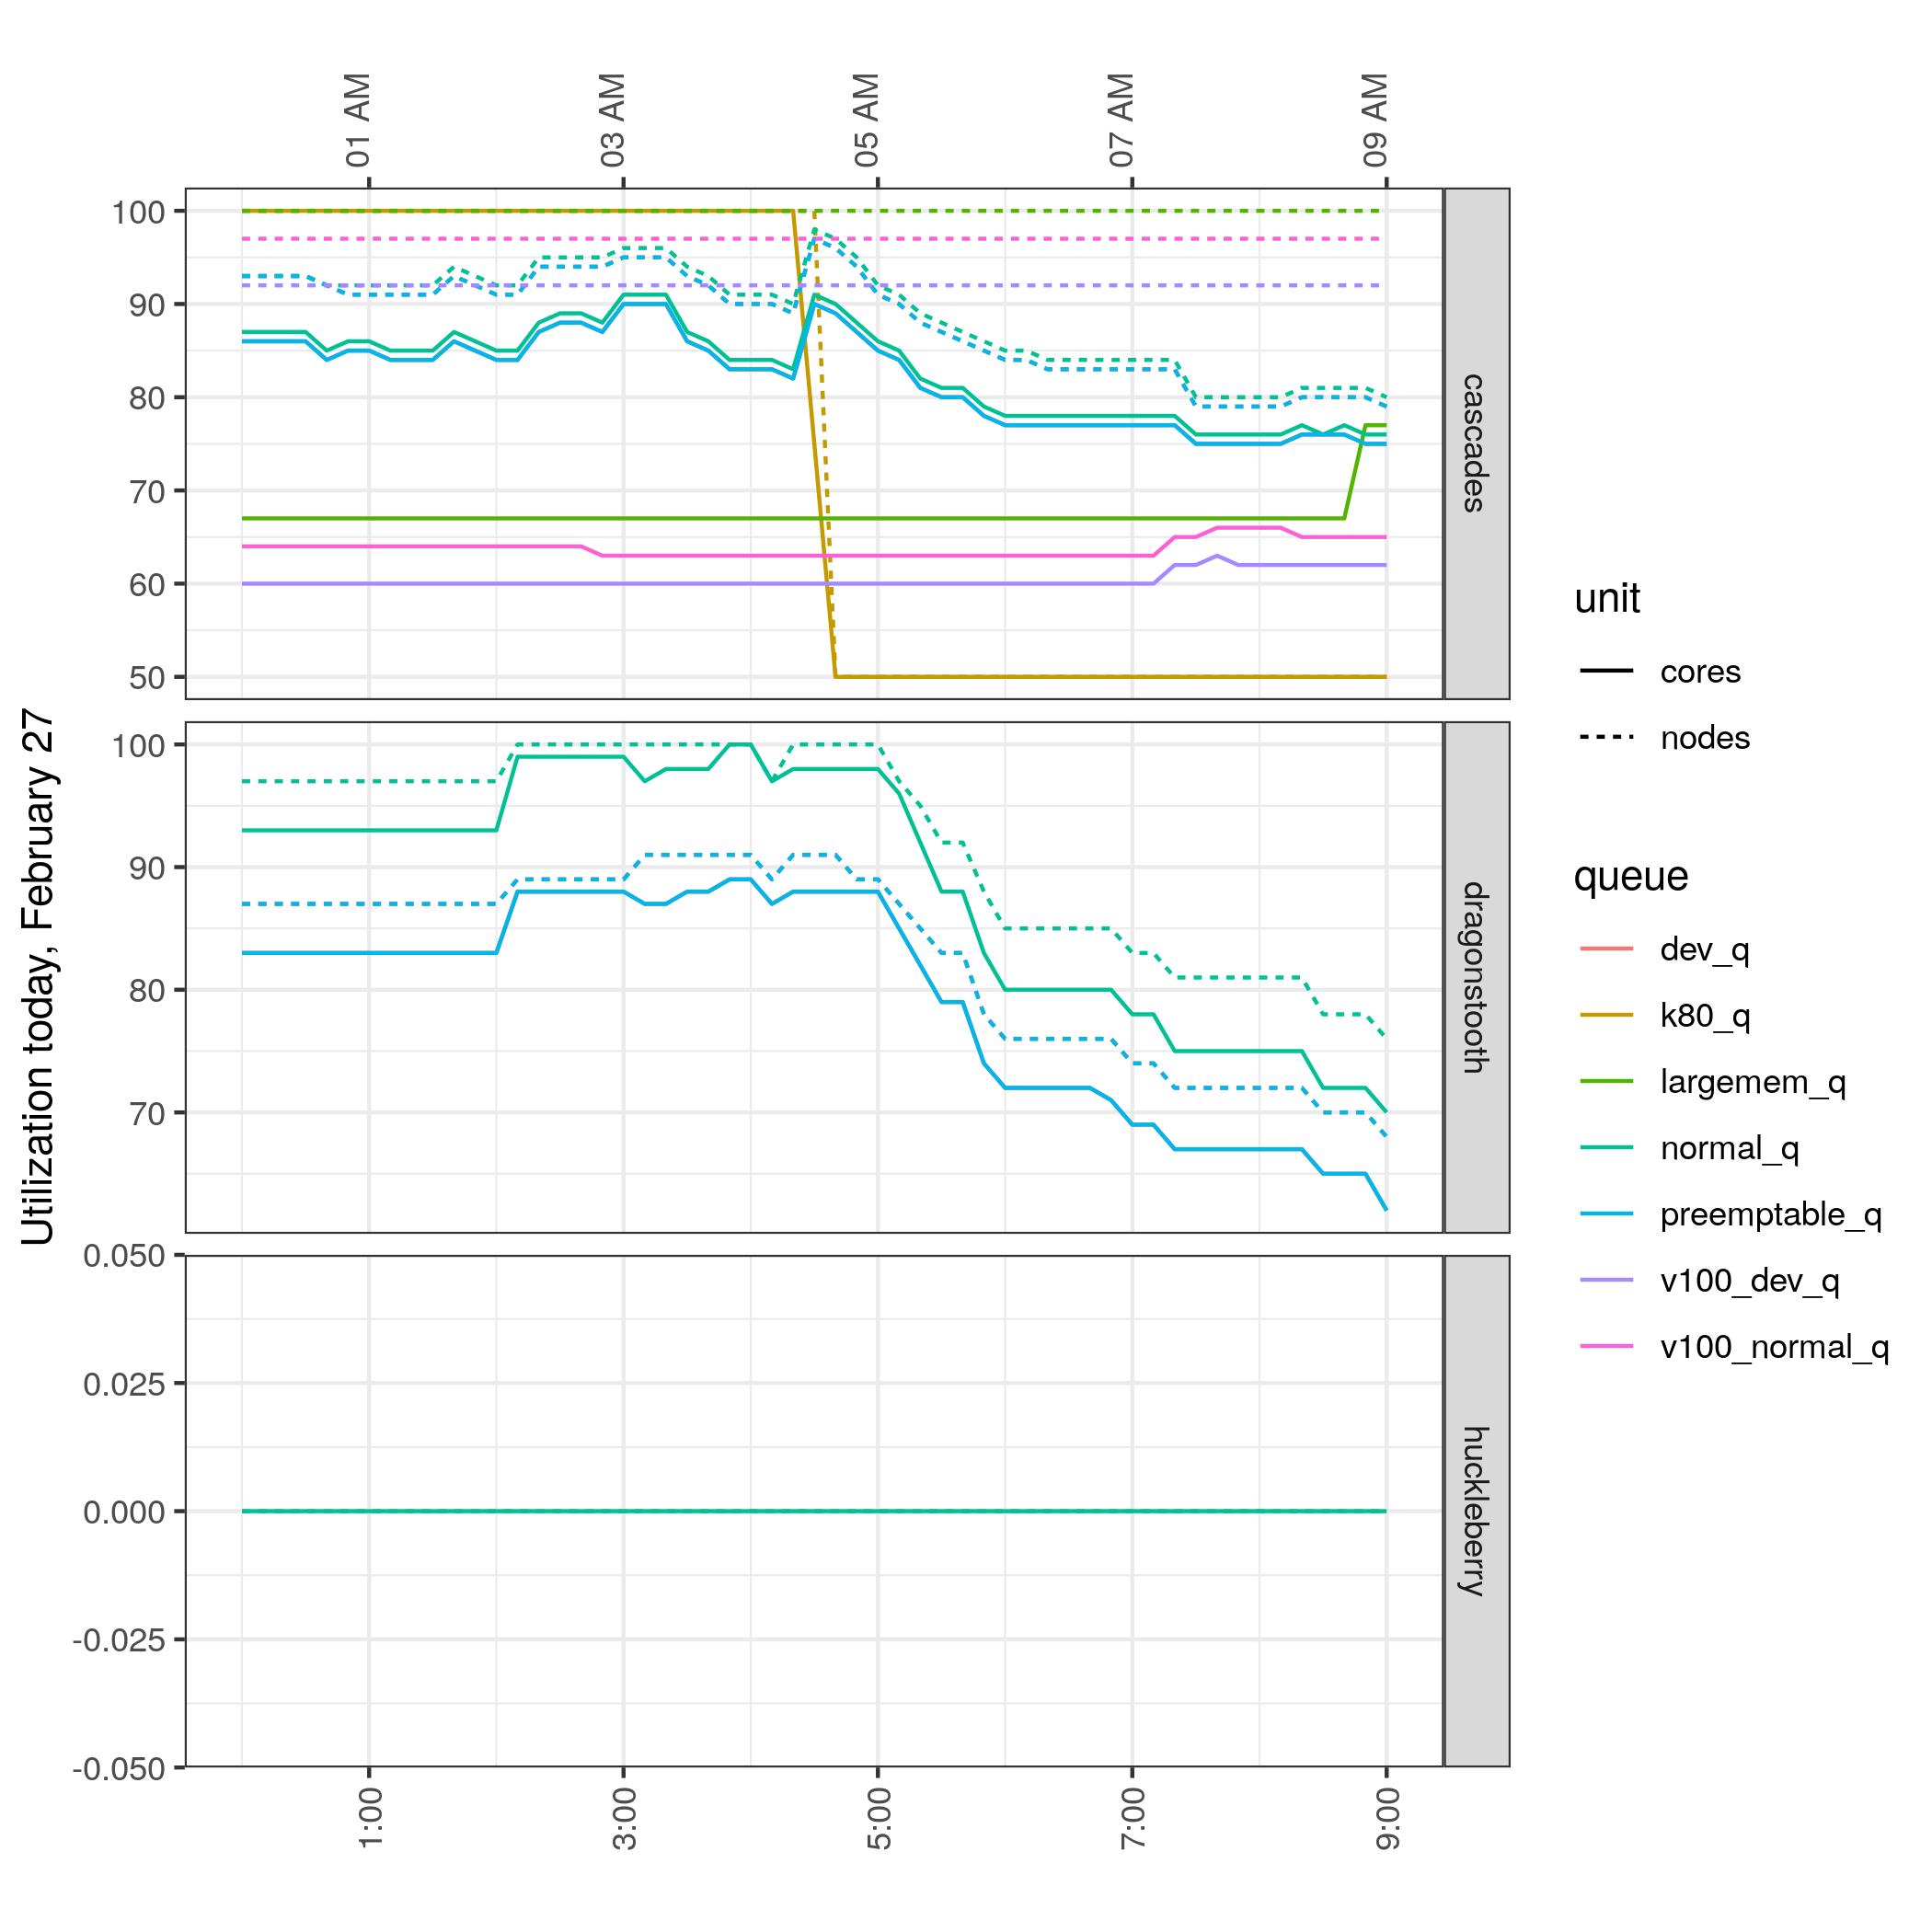 01 AM
03 AM
05 AM
07 AM
09 AM
Utilization today, February 27
100
90
80
70
60
50
cascades
100
90
80
70
dragonstooth
0.050
0.025
0.000
-0.025
-0.050
huckleberry
1:00
3:00
5:00
7:00
9:00
unit
cores
nodes
queue
dev_q
k80_q
largemem_q
normal_q
preemptable_q
v100_dev_q
v100_normal_q